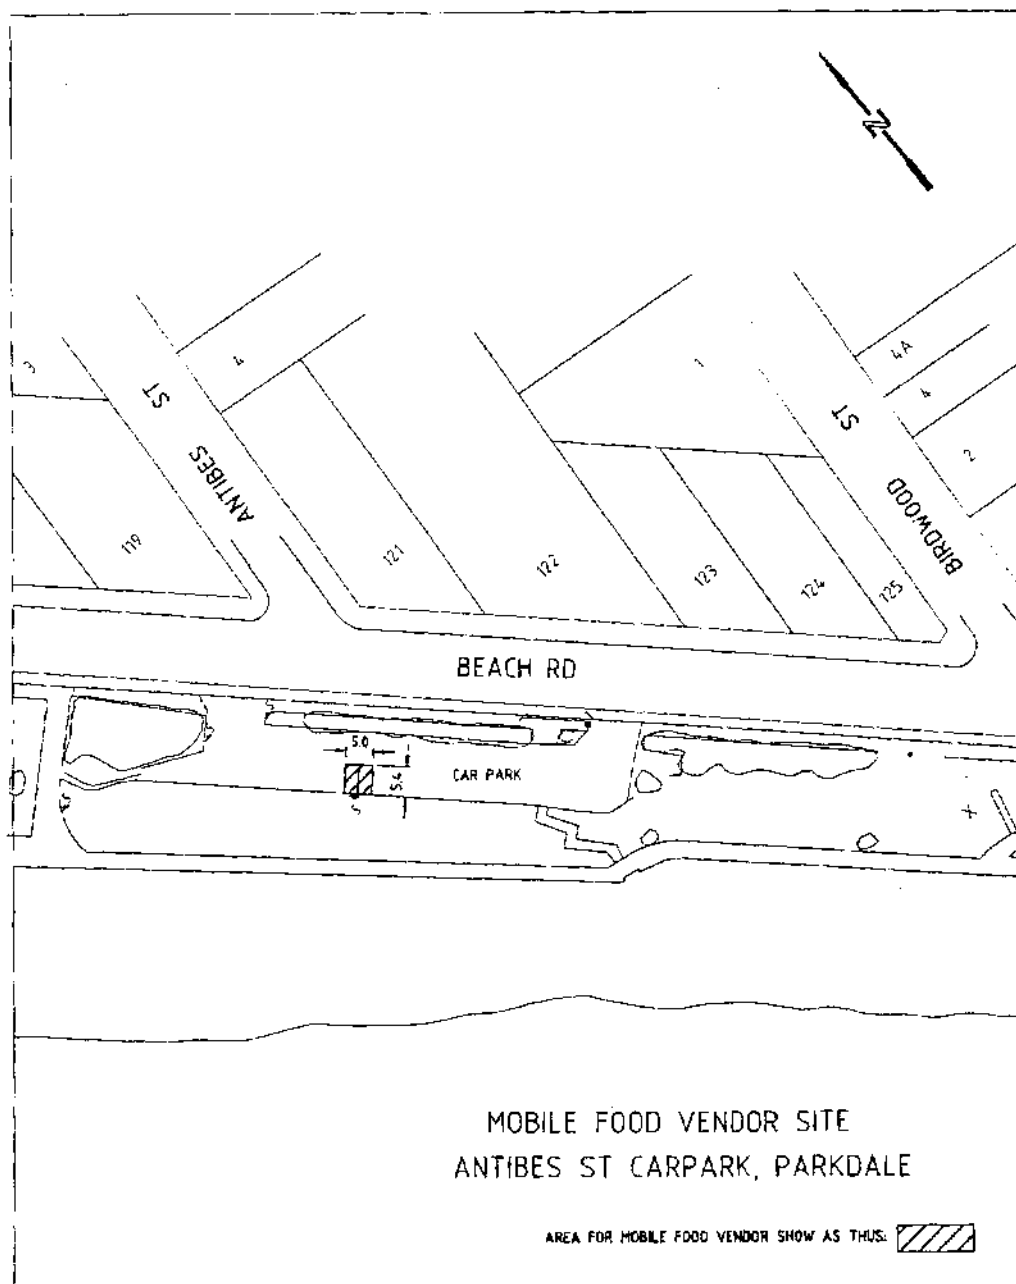 N
3
4
ST
ANTIBES
119
121
122
1
123
124
125
4A
4
2
ST
BIRDWOOD
BEACH RD
5.0
5.4
CAR PARK
MOBILE FOOD VENDOR SITE
ANTIBES ST CARPARK, PARKDALE
AREA FOR MOBILE FOOD VENDOR SHOW AS THUS: